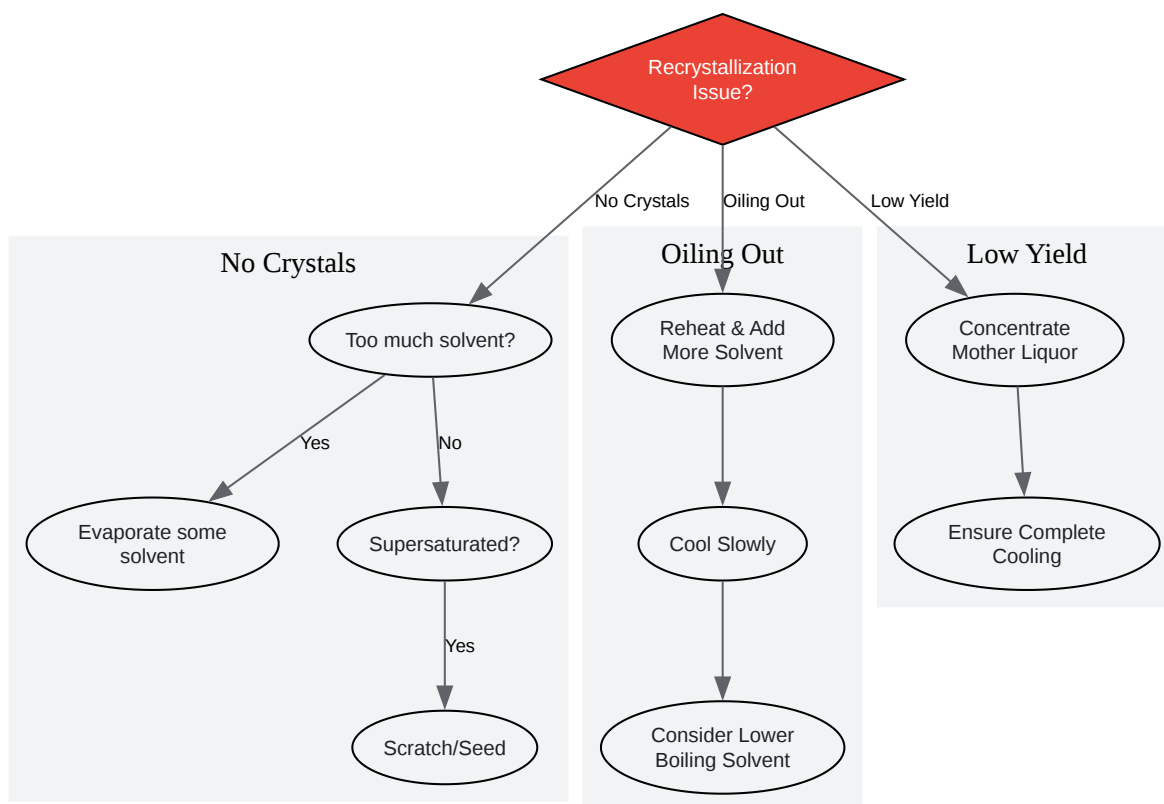 Recrystallization
Issue?
No Crystals
Oiling Out
Low Yield
No Crystals
Too much solvent?
Yes
No
Evaporate some
solvent
Supersaturated?
Yes
Scratch/Seed
Oiling Out
Reheat & Add
More Solvent
Cool Slowly
Consider Lower
Boiling Solvent
Low Yield
Concentrate
Mother Liquor
Ensure Complete
Cooling